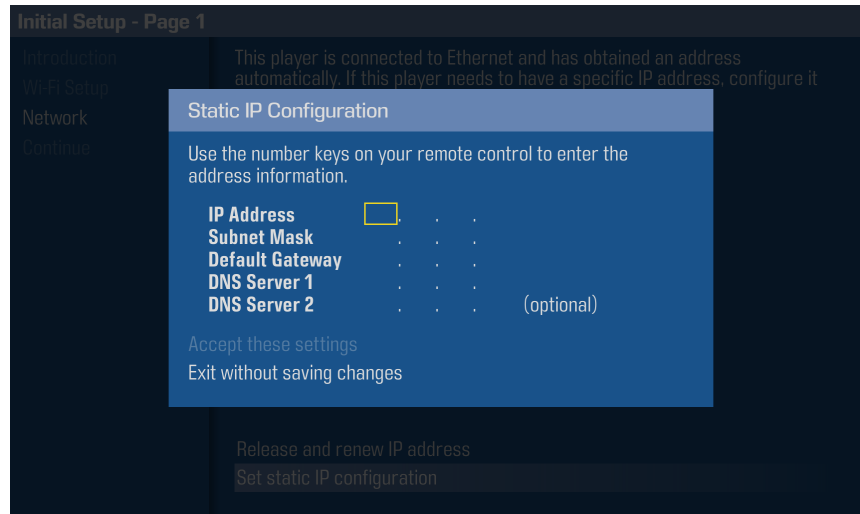 Initial Setup - Page 1
Introduction
Wi-Fi Setup
Network
Continue
This player is connected to Ethernet and has obtained an address
automatically. If this player needs to have a specific IP address, configure it
Static IP Configuration
Use the number keys on your remote control to enter the
address information.
IP Address . . .
Subnet Mask . . .
Default Gateway . . .
DNS Server 1 . . .
DNS Server 2 . . . (optional)
Accept these settings
Exit without saving changes
Release and renew IP address
Set static IP configuration